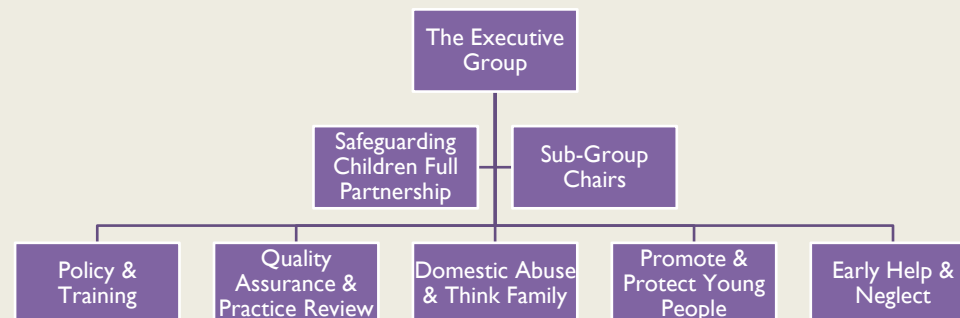 The Executive
Group
Safeguarding
Children Full
Partnership
Sub-Group
Chairs
Policy &
Training
Quality
Assurance &
Practice Review
Domestic Abuse
& Think Family
Promote &
Protect Young
People
Early Help &
Neglect